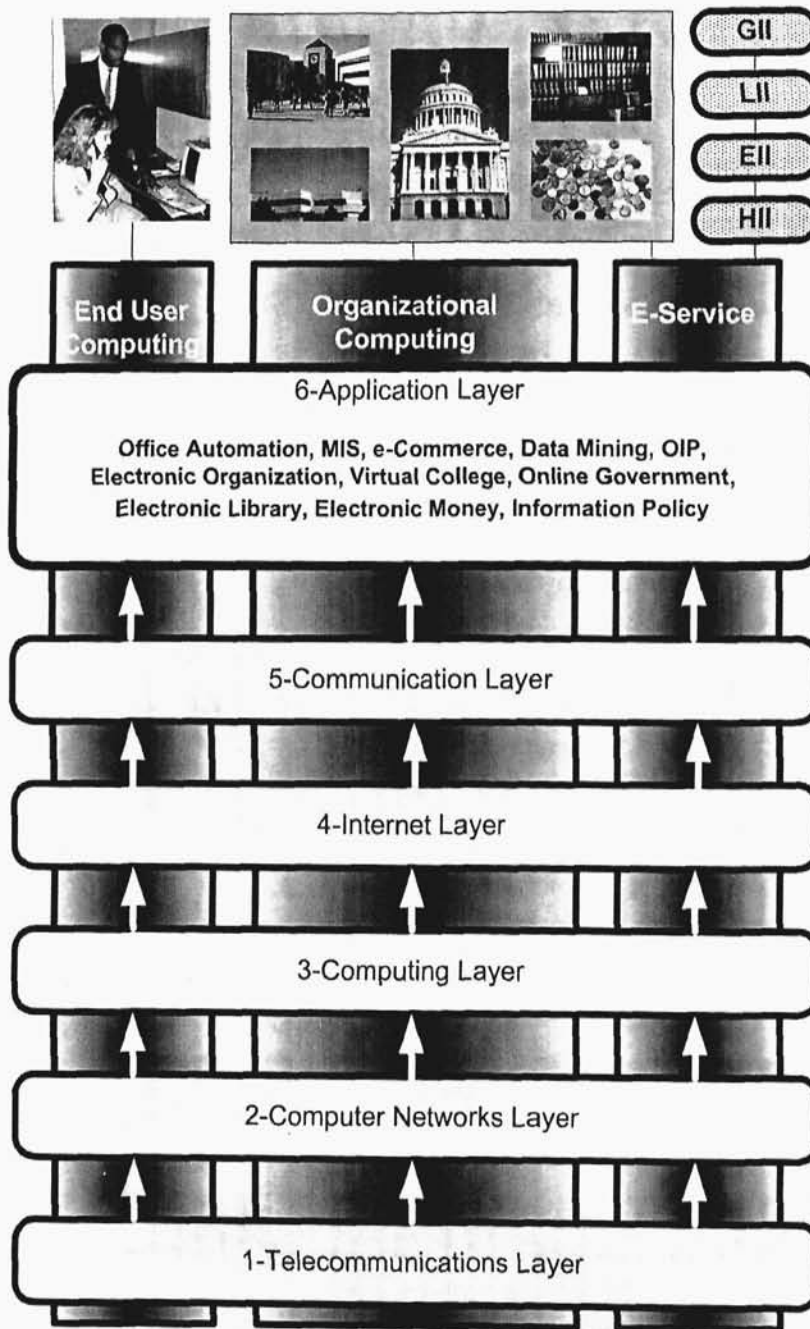 GII
LII
EII
HII
End User
Computing
Organizational
Computing
E-Service
6-Application Layer
Office Automation, MIS, e-Commerce, Data Mining, OIP,
Electronic Organization, Virtual College, Online Government,
Electronic Library, Electronic Money, Information Policy
5-Communication Layer
4-Internet Layer
3-Computing Layer
2-Computer Networks Layer
1-Telecommunications Layer